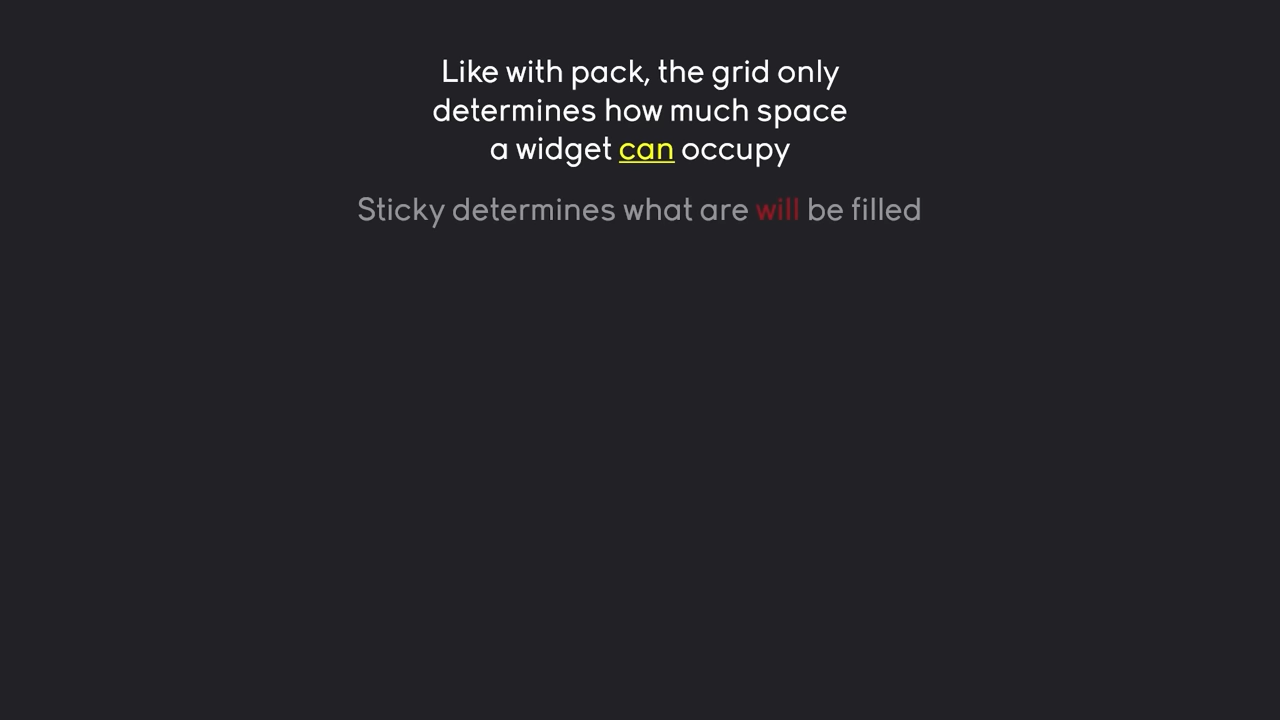 Like with pack, the grid only
determines how much space
a widget can occupy
Sticky determines what are will be filled